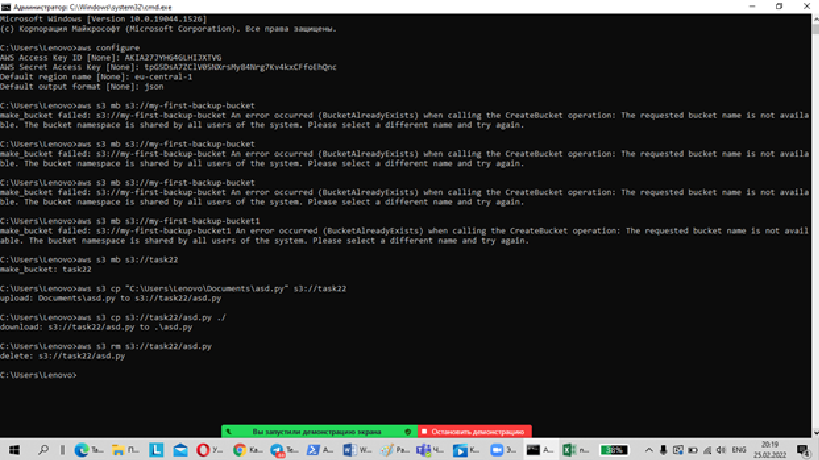 Администратор: C:\Windows\system32\cmd.exe
Microsoft Windows [Version 10.0.19044.1526]
(c) Корпорация Майкрософт (Microsoft Corporation). Все права защищены.
C:\Users\Lenovo>aws configure
AWS Access Key ID [None]:
AWS Secret Access Key [None]:
Default region name [None]: eu-central-1
Default output format [None]: json
C:\Users\Lenovo>aws s3 mb s3://my-first-backup-bucket
make_bucket failed: s3://my-first-backup-bucket An error occurred (BucketAlreadyExists) when calling the CreateBucket operation: The requested bucket name is not availa
ble. The bucket namespace is shared by all users of the system. Please select a different name and try again.
C:\Users\Lenovo>aws s3 mb s3://my-first-backup-bucket
make_bucket failed: s3://my-first-backup-bucket An error occurred (BucketAlreadyExists) when calling the CreateBucket operation: The requested bucket name is not availa
ble. The bucket namespace is shared by all users of the system. Please select a different name and try again.
C:\Users\Lenovo>aws s3 mb s3://my-first-backup-bucket
make_bucket failed: s3://my-first-backup-bucket An error occurred (BucketAlreadyExists) when calling the CreateBucket operation: The requested bucket name is not availa
ble. The bucket namespace is shared by all users of the system. Please select a different name and try again.
C:\Users\Lenovo>aws s3 mb s3://my-first-backup-bucket1
make_bucket failed: s3://my-first-backup-bucket1 An error occurred (BucketAlreadyExists) when calling the CreateBucket operation: The requested bucket name is not avail
able. The bucket namespace is shared by all users of the system. Please select a different name and try again.
C:\Users\Lenovo>aws s3 mb s3://task22
make_bucket: task22
C:\Users\Lenovo>aws s3 cp "C:\Users\Lenovo\Documents\asd.py" s3://task22
upload: Documents\asd.py to s3://task22/asd.py
C:\Users\Lenovo>aws s3 cp s3://task22/asd.py ./
download: s3://task22/asd.py to .\asd.py
C:\Users\Lenovo>aws s3 rm s3://task22/asd.py
delete: s3://task22/asd.py
C:\Users\Lenovo>
Вы запустили демонстрацию экрана
Остановить демонстрацию
ENG
20:19
25.02.2022